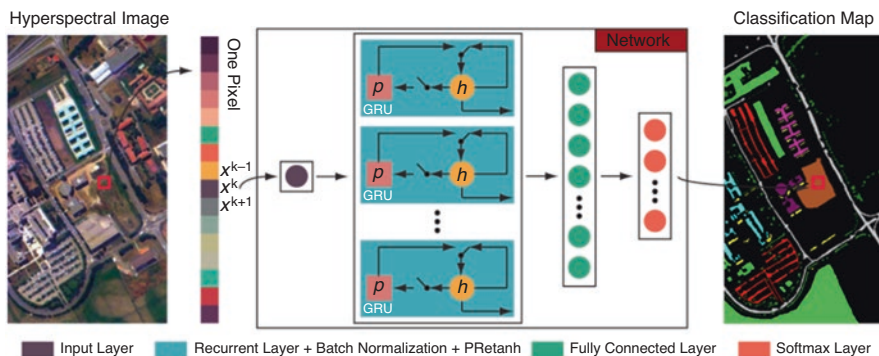 Hyperspectral Image
Classification Map
One Pixel
Network
p
h
GRU
x^{k–1}
x^k
x^{k+1}
p
h
GRU
p
h
GRU
Input Layer
Recurrent Layer + Batch Normalization + PRetanh
Fully Connected Layer
Softmax Layer